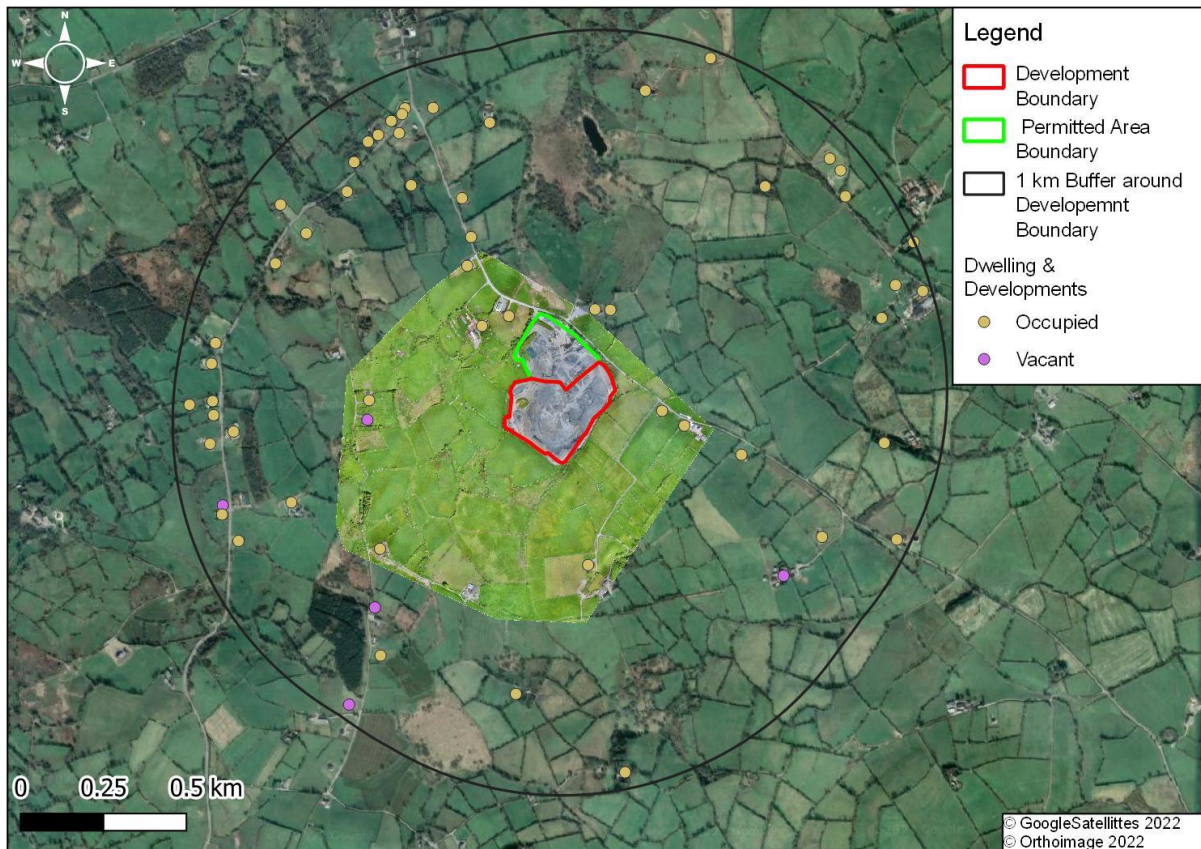 N
W E
S
Legend
Development
Boundary
Permitted Area
Boundary
1 km Buffer around
Developemnt
Boundary
Dwelling &
Developments
Occupied
Vacant
0 0.25 0.5 km
© GoogleSatellittes 2022
© Orthoimage 2022